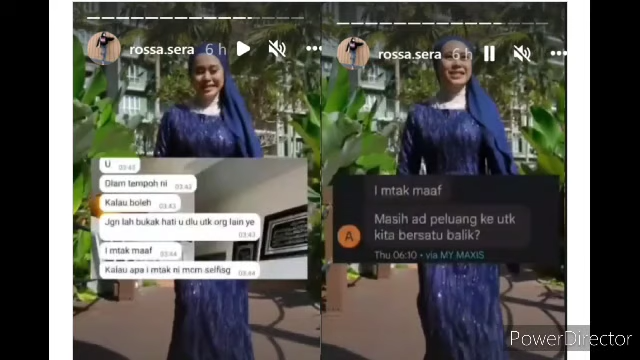 rossa.sera 6 h
U 03:43
Dlam tempoh ni 03:43
Kalau boleh 03:43
Jgn lah bukak hati u dlu utk org lain ye
03:43
I mtak maaf 03:44
Kalau apa i mtak ni mcm selfisg 03:44
rossa.sera 6 h
I mtak maaf
Masih ad peluang ke utk
kita bersatu balik?
A
Thu 06:10 • via MY MAXIS
PowerDirector